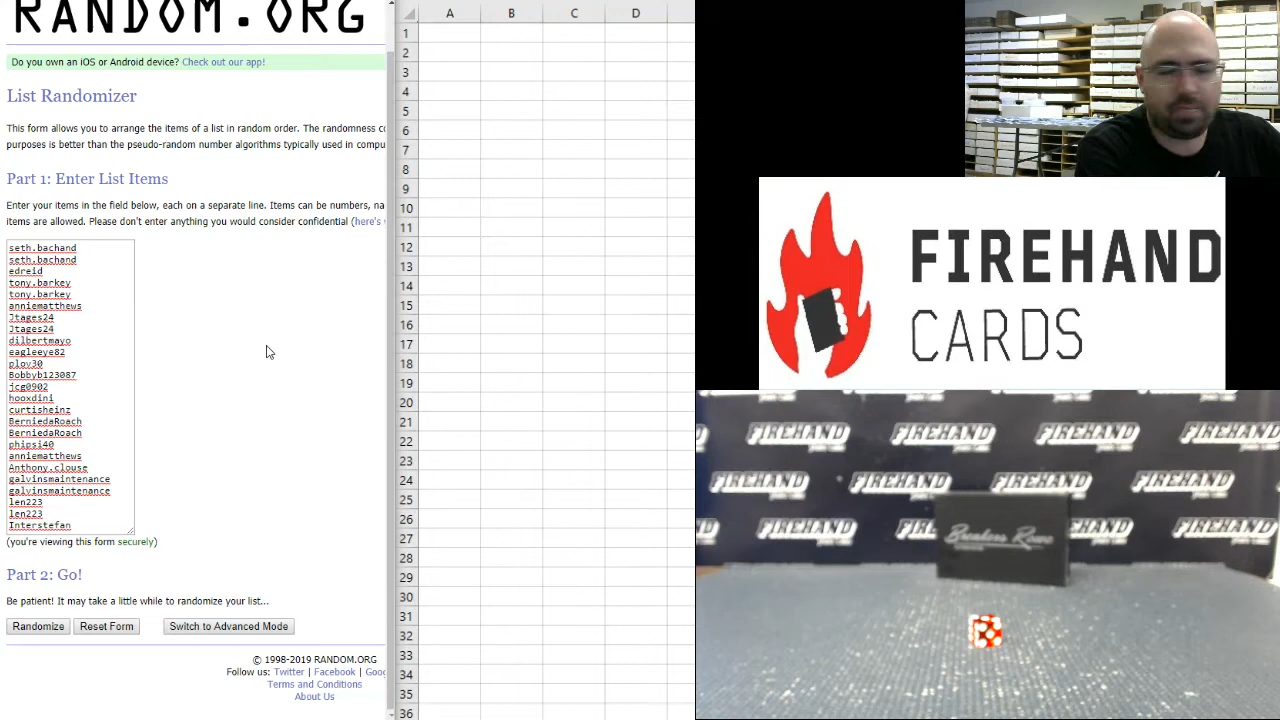 RANDOM.ORG
Do you own an iOS or Android device? Check out our app!
List Randomizer
This form allows you to arrange the items of a list in random order. The randomness
purposes is better than the pseudo-random number algorithms typically used in
Part 1: Enter List Items
Enter your items in the field below, each on a separate line. Items can be numbers,
items are allowed. Please don't enter anything you would consider confidential (here's
seth.bachand
seth.bachand
edreid
tony.barkey
tony.barkey
anniematthews
Jtages24
Jtages24
dilbertmayo
eagleeye82
ploy30
Bobbyb123087
jcg0902
hooxdini
curtisheinz
BerniedaRoach
BerniedaRoach
phipsi40
anniematthews
Anthony.clouse
galvinsmaintenance
galvinsmaintenance
len223
len223
Interstefan
(you're viewing this form securely)
Part 2: Go!
Be patient! It may take a little while to randomize your list...
Randomize Reset Form Switch to Advanced Mode
© 1998-2019 RANDOM.ORG
Follow us: Twitter | Facebook |
Terms and Conditions
About Us
A B C D
1
2
3
4
5
6
7
8
9
10
11
12
13
14
15
16
17
18
19
20
21
22
23
24
25
26
27
28
29
30
31
32
33
34
35
36
FIREHAND
CARDS
FIREHAND FIREHAND FIREHAND
FIREHAND FIREHAND FIREHAND
FIREHAND FIREHAND FIREHAND
Breakers Rowe